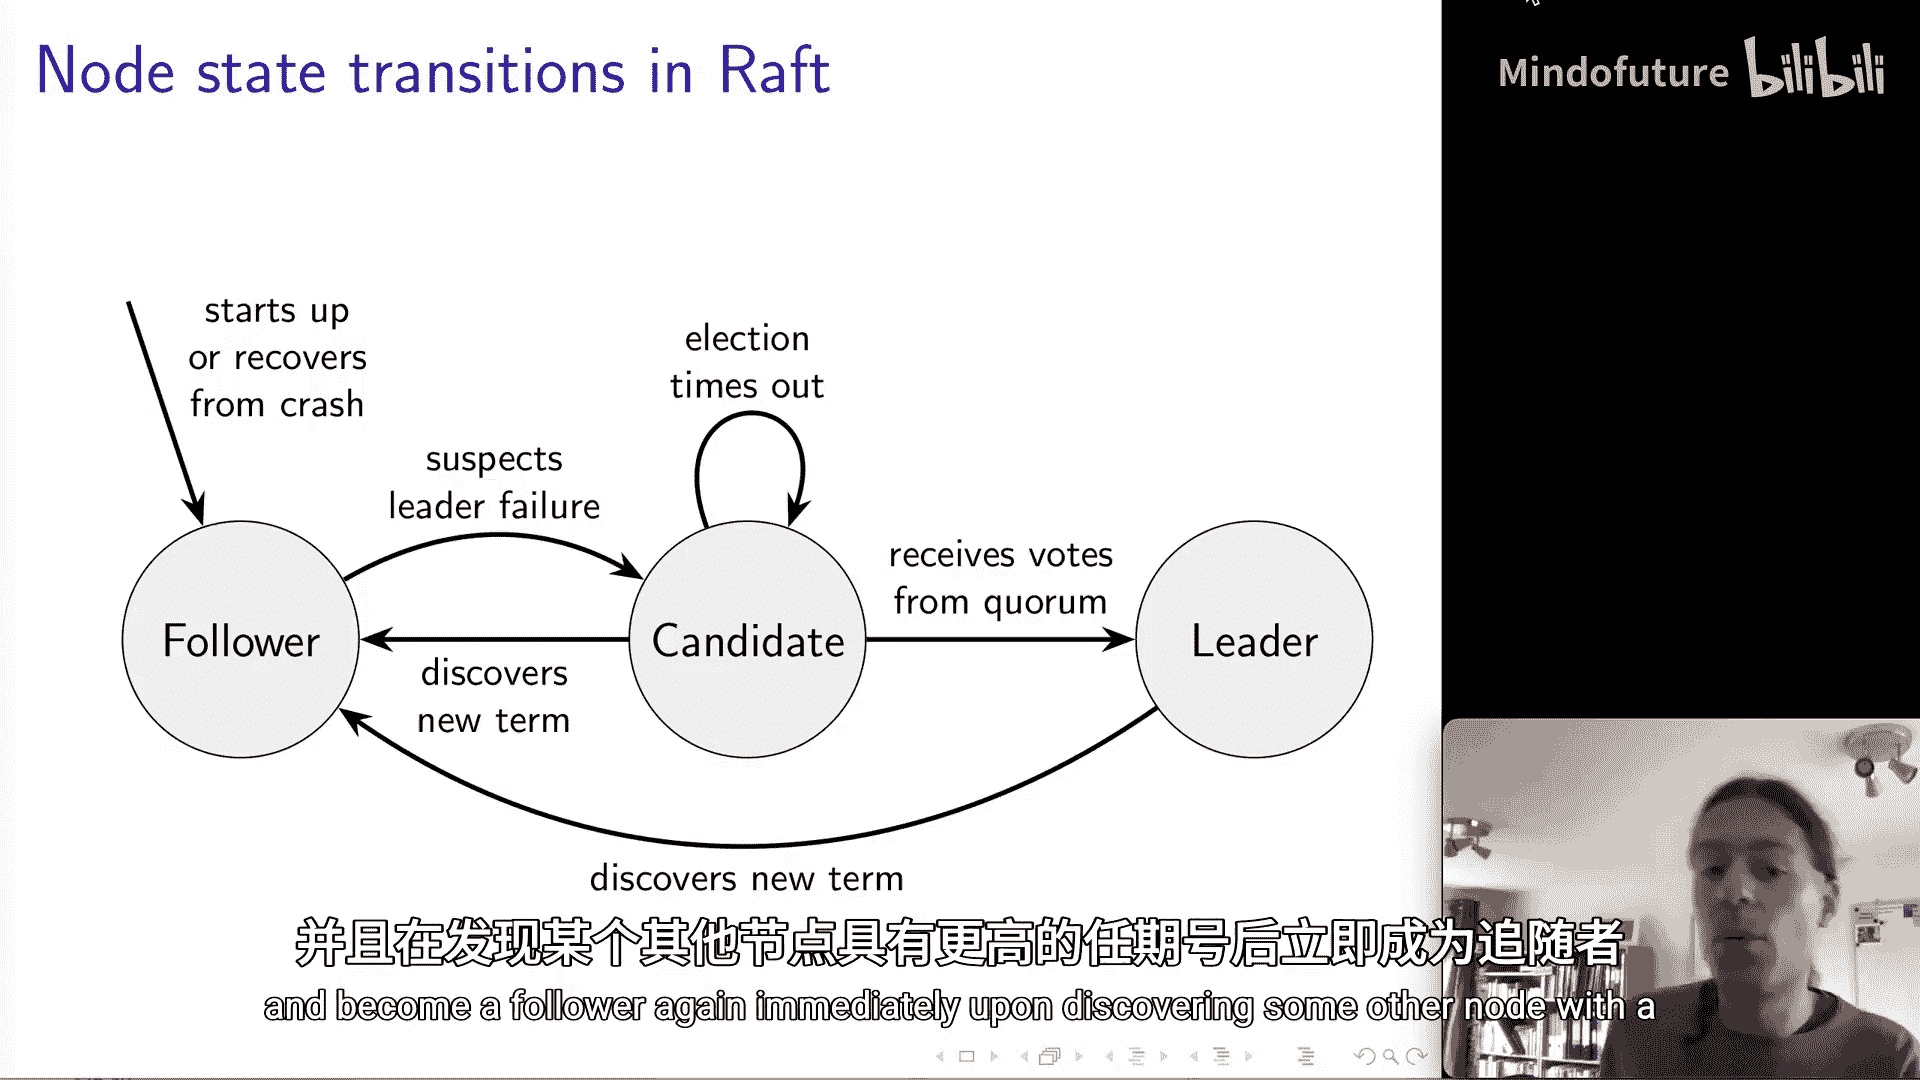 Node state transitions in Raft
Mindofuture bilibili
starts up
or recovers
from crash
election
times out
suspects
leader failure
receives votes
from quorum
Follower
Candidate
Leader
discovers
new term
discovers new term
并且在发现某个其他节点具有更高的任期号后立即成为追随者
and become a follower again immediately upon discovering some other node with a